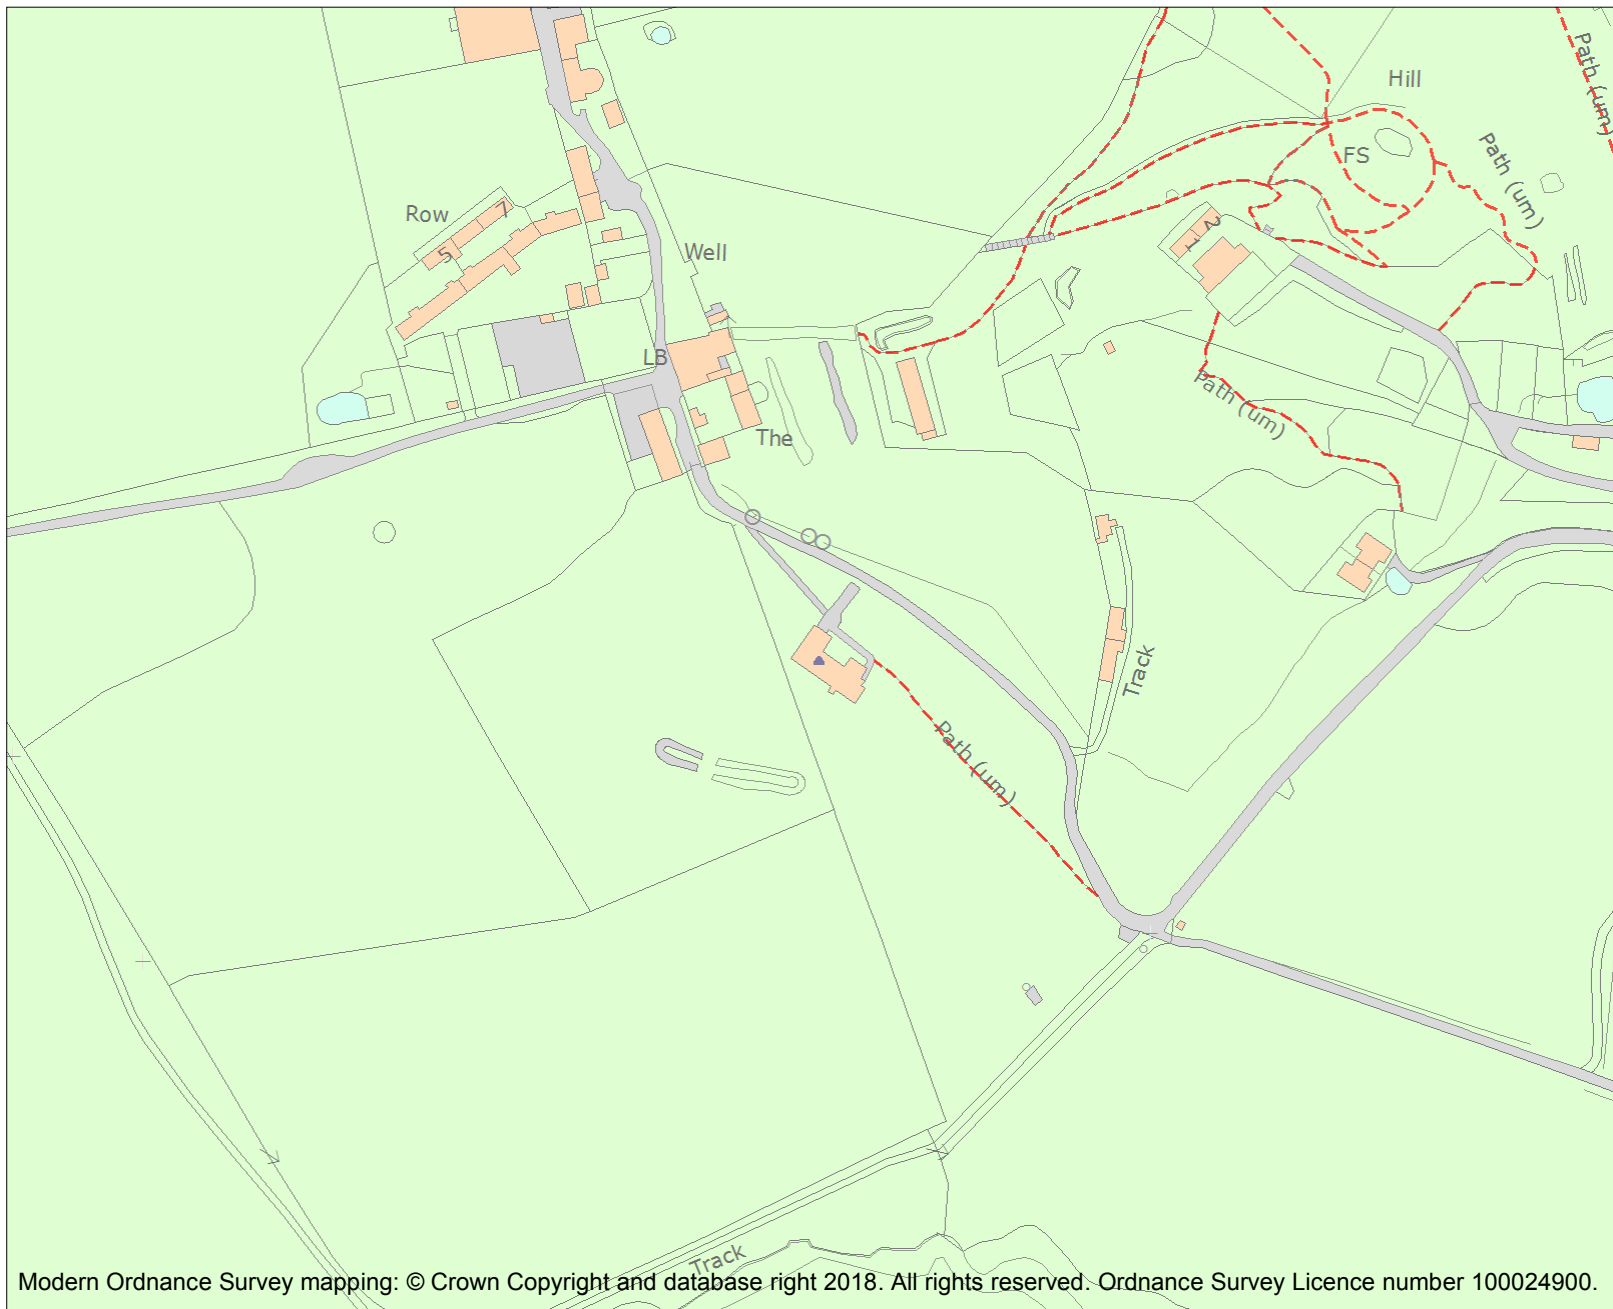 Path (um)
Hill
FS
Path (um)
Row
7
5
Well
2
1
LB
Path (um)
The
Track
Path (um)
Track
Modern Ordnance Survey mapping: © Crown Copyright and database right 2018. All rights reserved. Ordnance Survey Licence number 100024900.